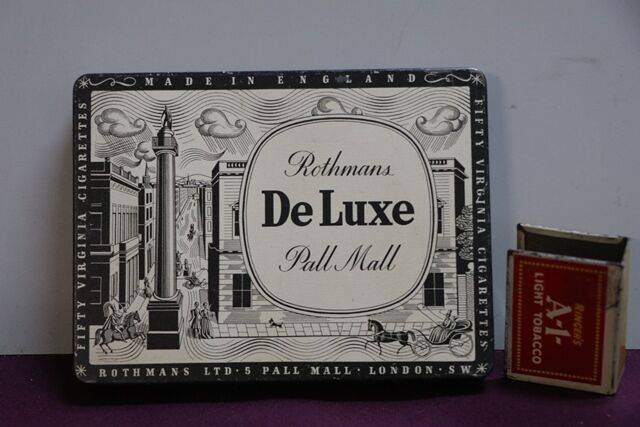 MADE IN ENGLAND
FIFTY VIRGINIA CIGARETTES
Rothmans
De Luxe
Pall Mall
FIFTY VIRGINIA CIGARETTES
ROTHMANS LTD · 5 PALL MALL · LONDON · SW
RINGER'S
A-1
LIGHT TOBACCO